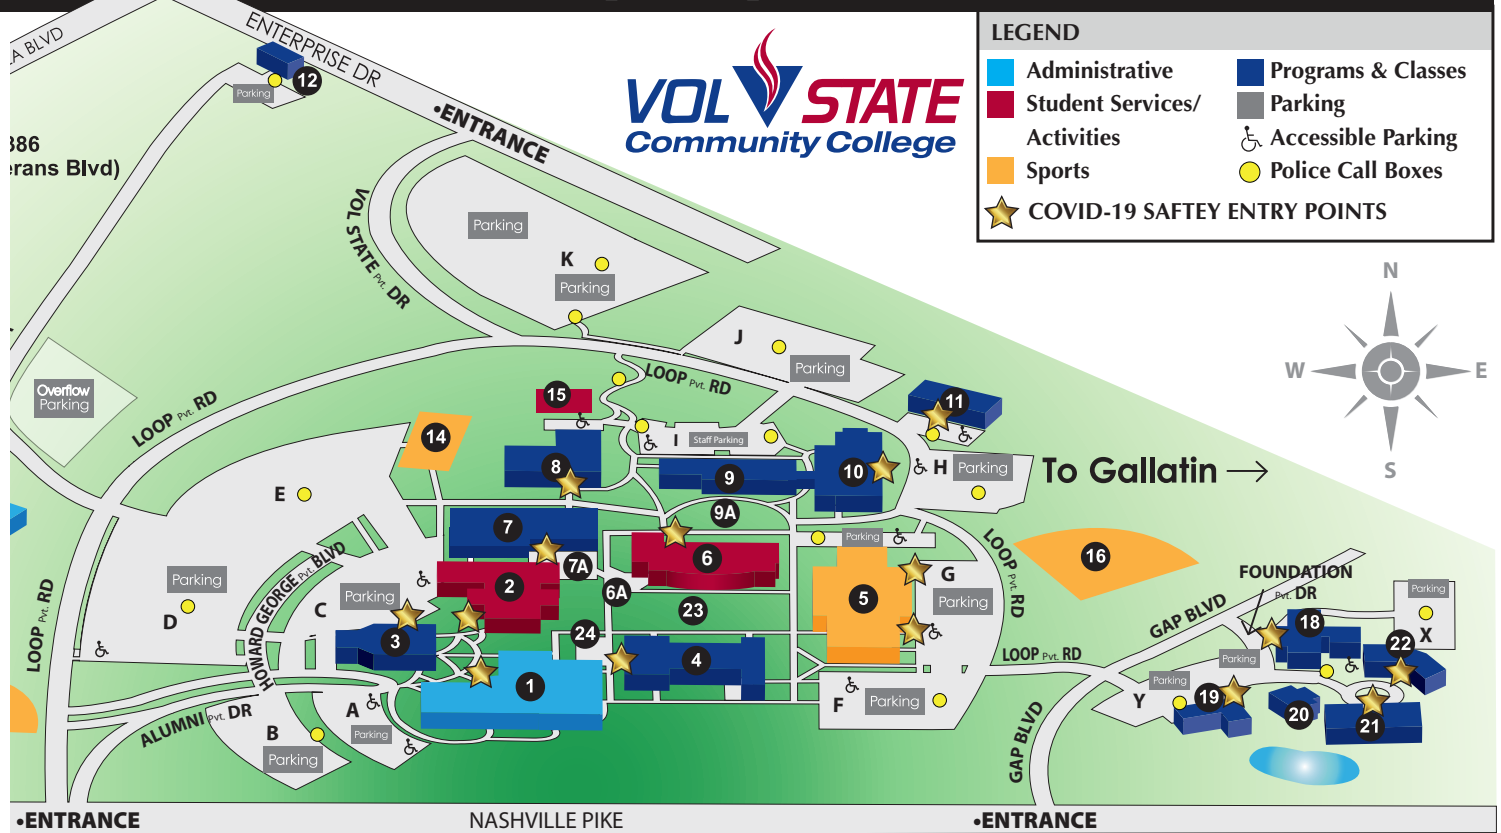 LA BLVD
ENTERPRISE DR
12
Parking
•ENTRANCE
386
erans Blvd)
VOL STATE
Community College
LEGEND
Administrative
Student Services/
Activities
Sports
Programs & Classes
Parking
Accessible Parking
Police Call Boxes
COVID-19 SAFTEY ENTRY POINTS
N
W
E
S
VOL STATE Pvt. DR
Parking
K
Parking
J
Parking
LOOP Pvt. RD
Overflow
Parking
LOOP Pvt. RD
15
11
14
I
Staff Parking
8
9
10
H
Parking
To Gallatin
E
9A
7
Parking
LOOP Pvt. RD
16
7A
6
HOWARD GEORGE Pvt. BLVD
Parking
D
C
Parking
2
6A
5
G
Parking
FOUNDATION
Pvt. DR
GAP BLVD
Parking
X
LOOP Pvt. RD
3
24
23
4
18
22
LOOP Pvt. RD
Parking
1
Parking
Y
19
20
21
F
Parking
ALUMNI Pvt. DR
A
Parking
B
Parking
GAP BLVD
•ENTRANCE
NASHVILLE PIKE
•ENTRANCE